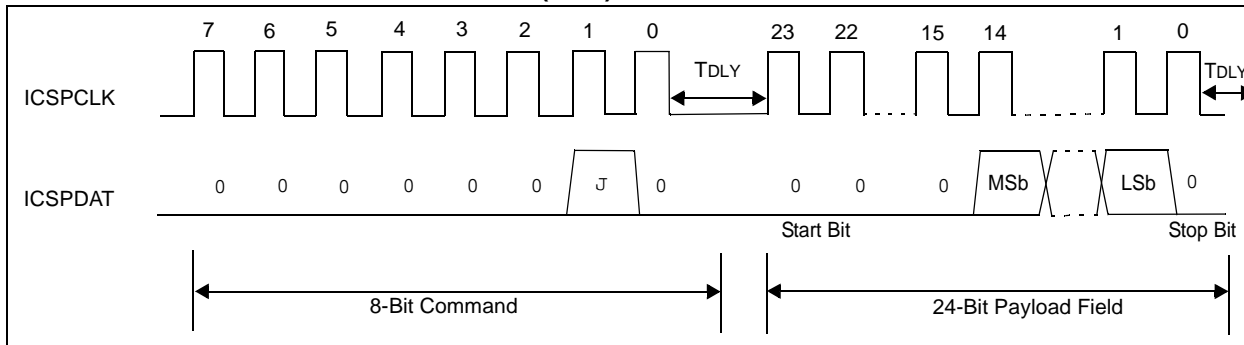 7 6 5 4 3 2 1 0 23 22 15 14 1 0
TDLY TDLY
ICSPCLK
ICSPDAT 0 0 0 0 0 0 J 0 0 0 0 MSb LSb 0
Start Bit Stop Bit
8-Bit Command 24-Bit Payload Field